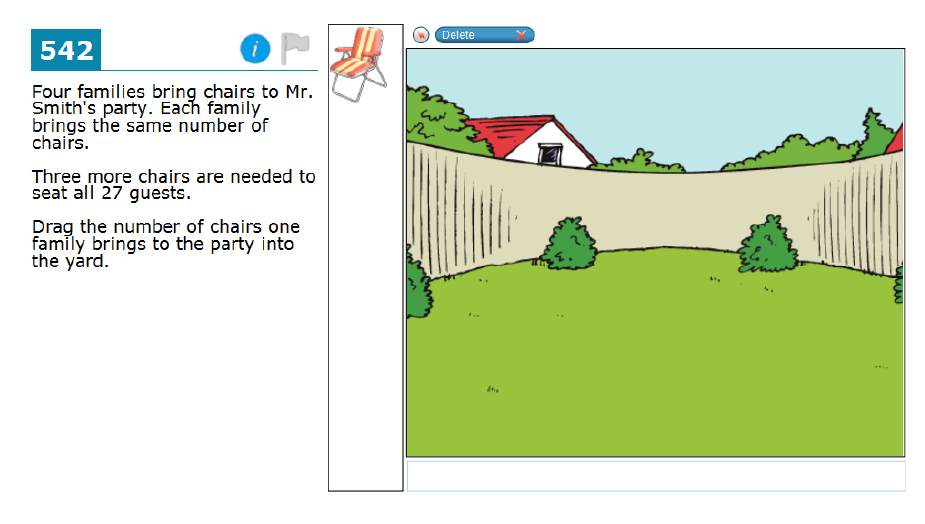 542
Four families bring chairs to Mr.
Smith's party. Each family
brings the same number of
chairs.
Three more chairs are needed to
seat all 27 guests.
Drag the number of chairs one
family brings to the party into
the yard.
Delete